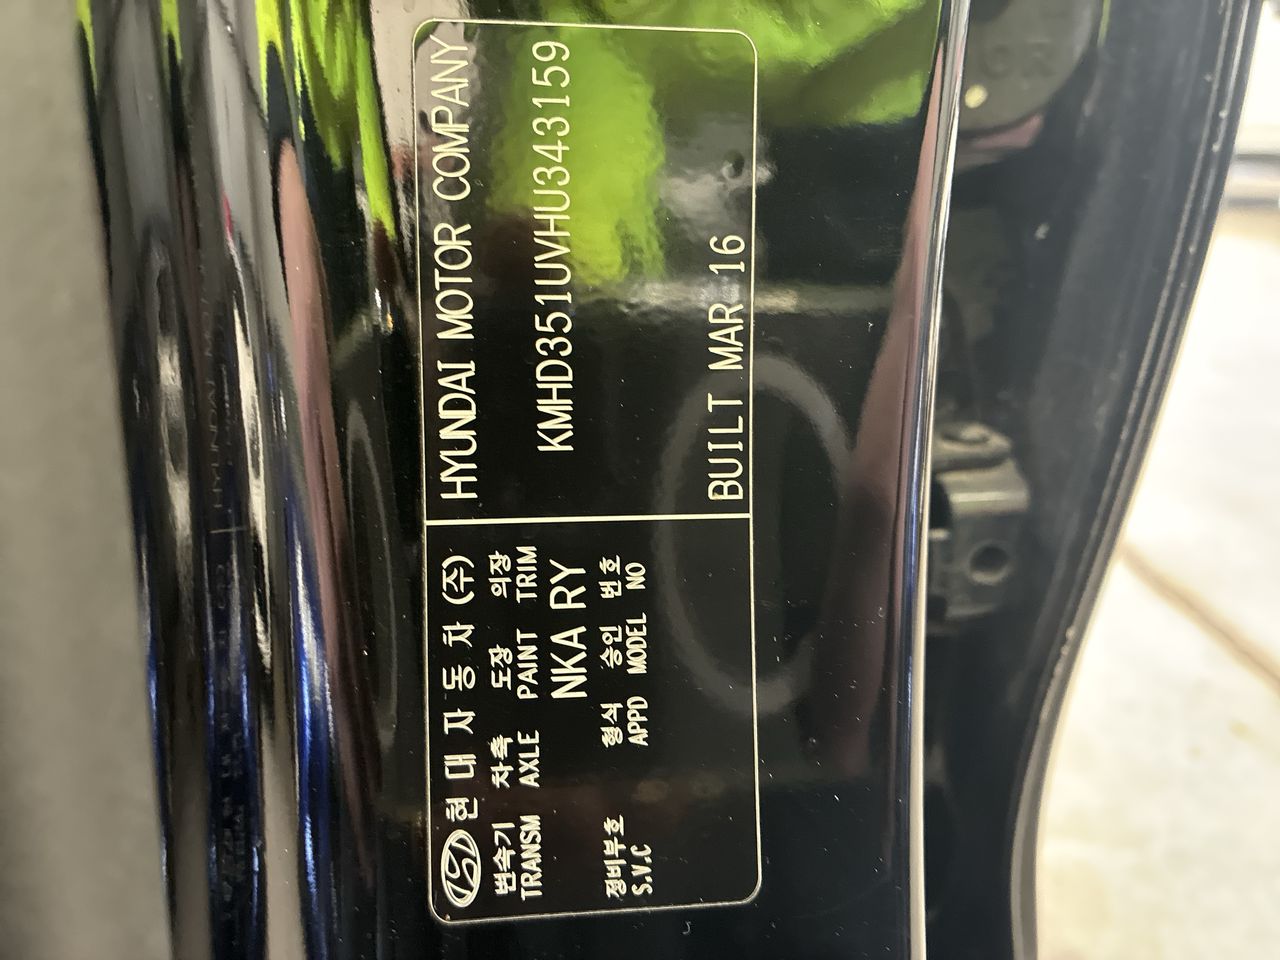 현대자동차(주)
HYUNDAI MOTOR COMPANY
변속기 차축 도장 의장
TRANSM AXLE PAINT TRIM
NKA RY
KMHD351UVHU343159
정비부호 형식 승인 번호
S.V.C APPD MODEL NO
BUILT MAR 16
OR